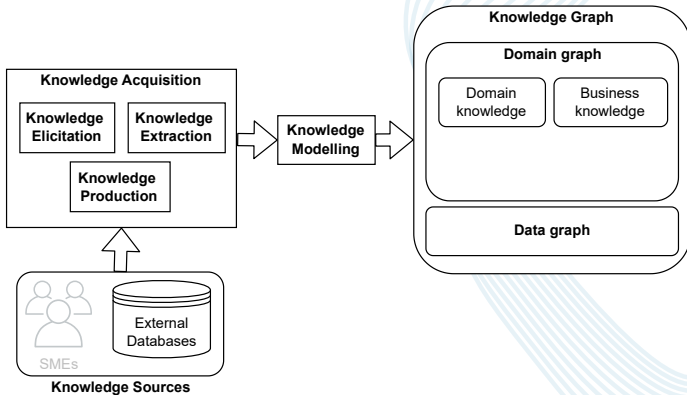 Knowledge Graph
Domain graph
Domain
knowledge
Business
knowledge
Data graph
Knowledge Acquisition
Knowledge
Elicitation
Knowledge
Extraction
Knowledge
Production
Knowledge
Modelling
External
Databases
SMEs
Knowledge Sources